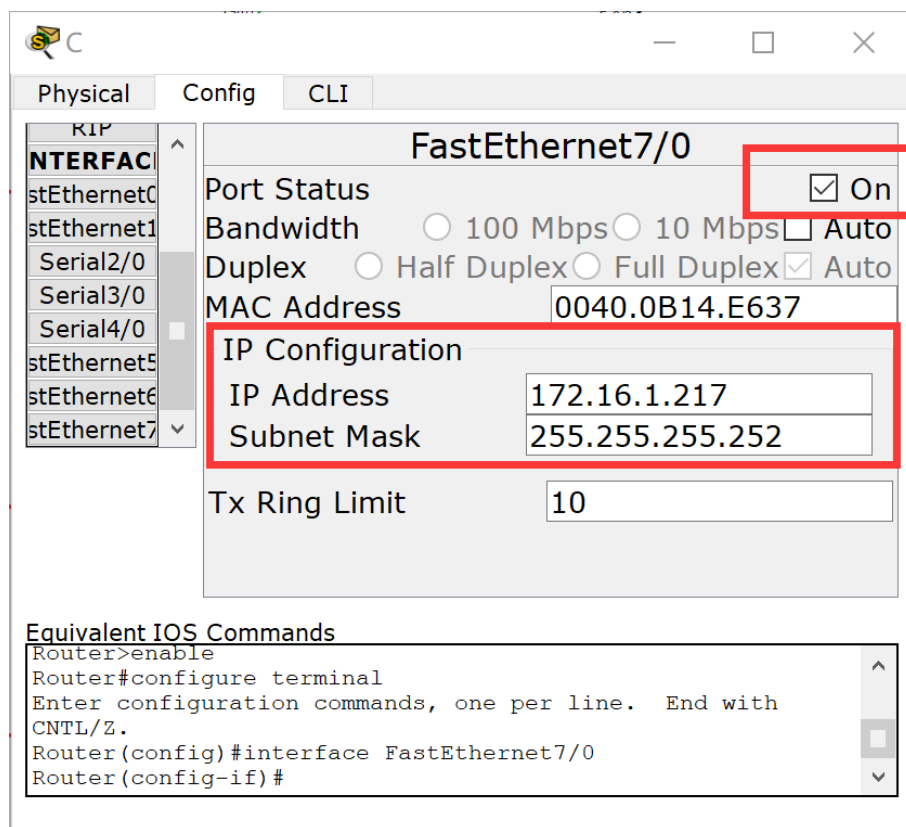 C
Physical Config CLI
RIP
NTERFAC
stEthernet0
stEthernet1
Serial2/0
Serial3/0
Serial4/0
stEthernet5
stEthernet6
stEthernet7
FastEthernet7/0
Port Status On
Bandwidth 100 Mbps 10 Mbps Auto
Duplex Half Duplex Full Duplex Auto
MAC Address 0040.0B14.E637
IP Configuration
IP Address 172.16.1.217
Subnet Mask 255.255.255.252
Tx Ring Limit 10
Equivalent IOS Commands
Router>enable
Router#configure terminal
Enter configuration commands, one per line. End with
CNTL/Z.
Router(config)#interface FastEthernet7/0
Router(config-if)#